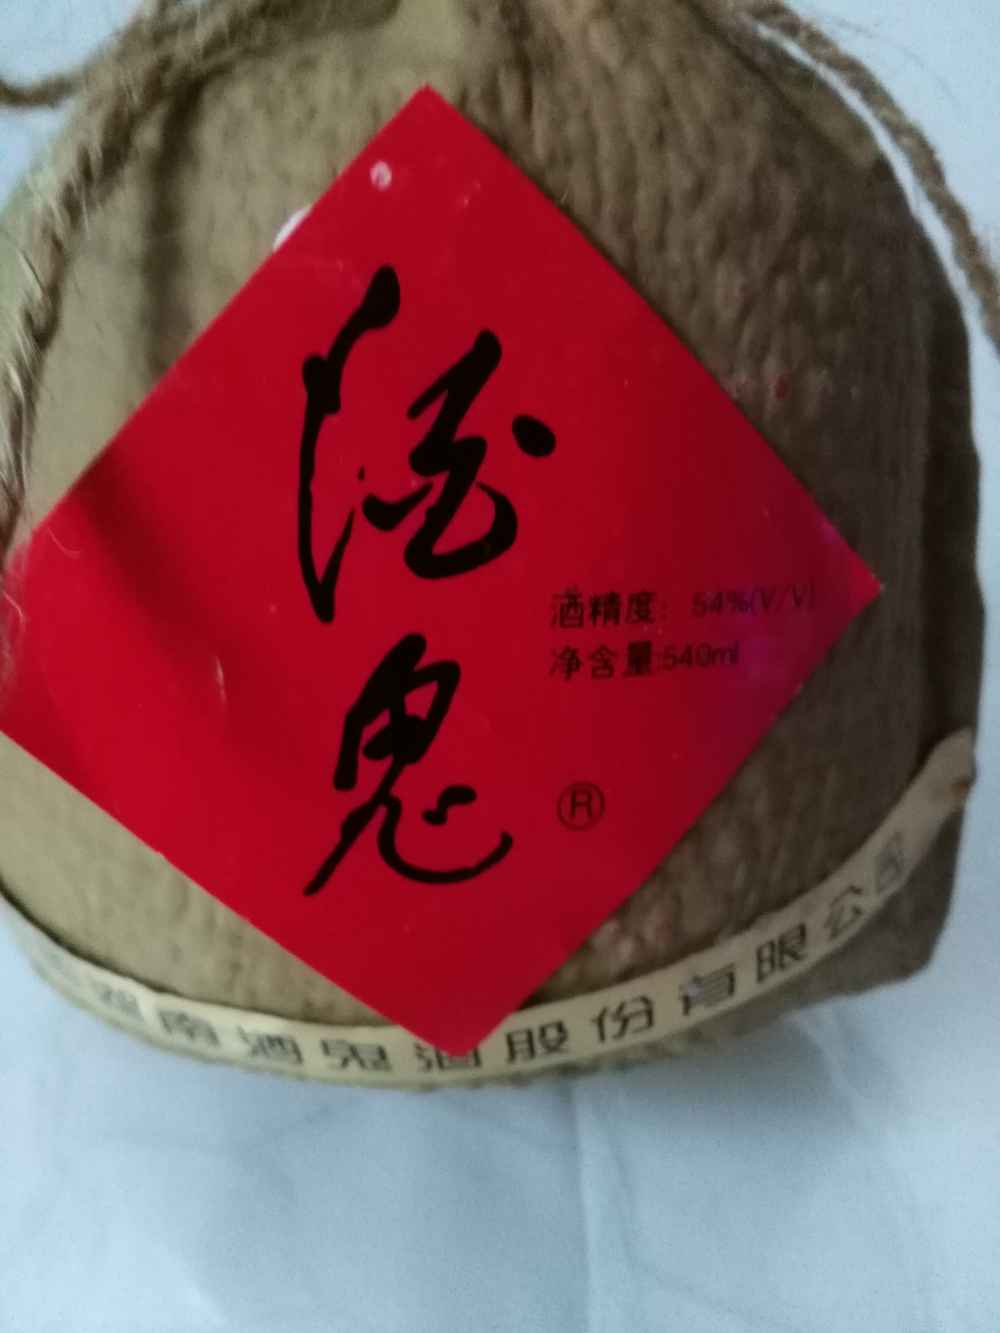 酒鬼
酒精度：54%(V/V)
净含量:540ml
®
湖南酒鬼酒股份有限公司